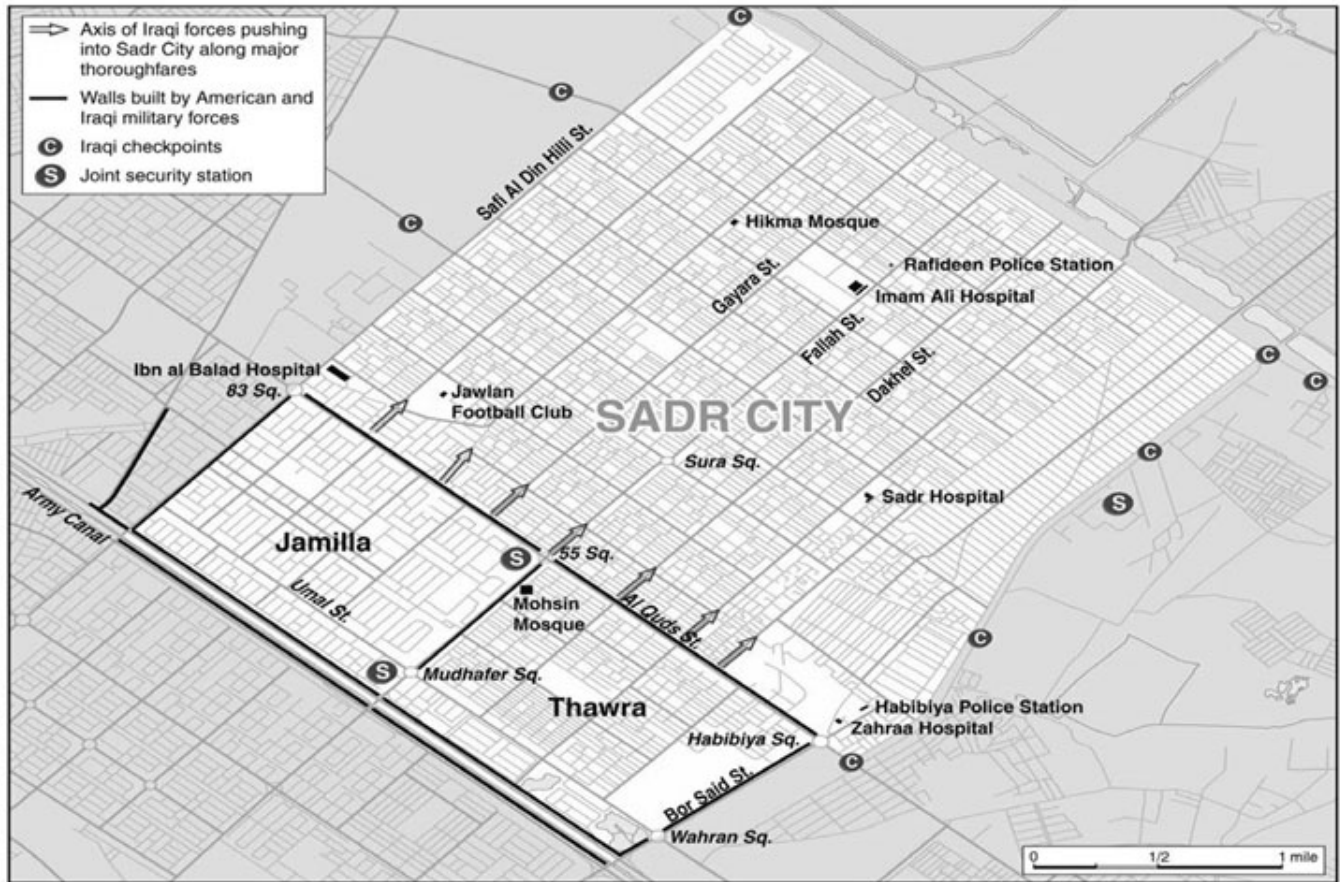 Axis of Iraqi forces pushing
into Sadr City along major
thoroughfares
Walls built by American and
Iraqi military forces
C Iraqi checkpoints
S Joint security station
C
C
C
Safi Al Din Hilli St.
Hikma Mosque
Rafideen Police Station
Gayara St.
Imam Ali Hospital
Fallah St.
Dakhel St.
C
C
Ibn al Balad Hospital
83 Sq.
Jawlan
Football Club
SADR CITY
Sura Sq.
C
Sadr Hospital
S
Army Canal
Jamilla
S
55 Sq.
Umal St.
Mohsin
Mosque
Al Quds St.
C
S
Mudhafer Sq.
Thawra
Habibiya Police Station
Zahraa Hospital
Habibiya Sq.
C
Bor Said St.
Wahran Sq.
0 1/2 1 mile